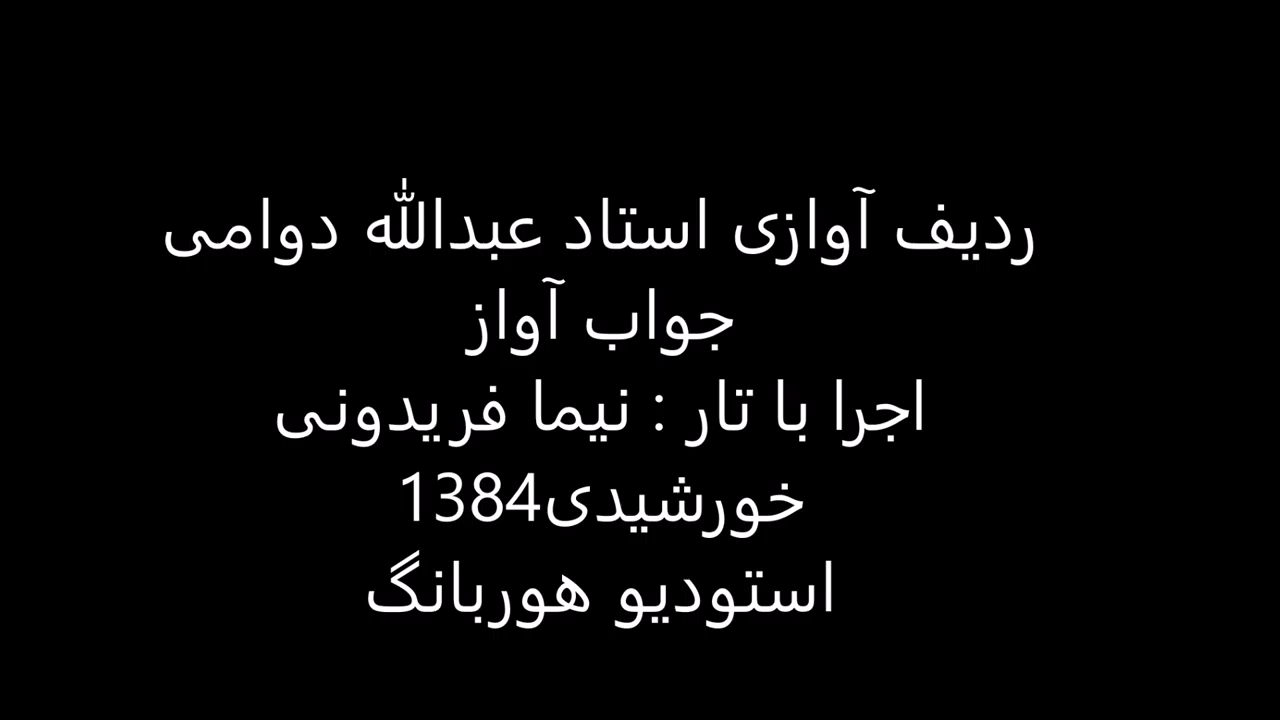 ردیف آوازی استاد عبدالله دوامی
جواب آواز
اجرا با تار : نیما فریدونی
خورشیدی1384
استودیو هوربانگ